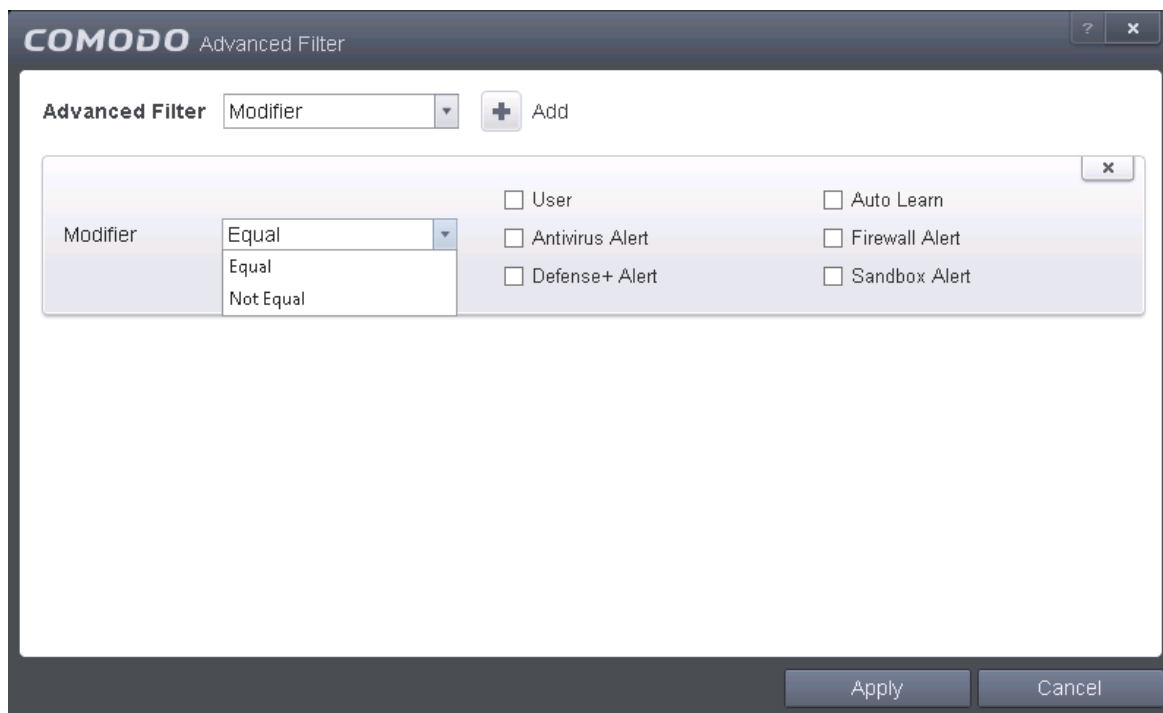 COMODO Advanced Filter
Advanced Filter Modifier Add
User Auto Learn
Modifier Equal Antivirus Alert Firewall Alert
Equal
Defense+ Alert Sandbox Alert
Not Equal
Apply Cancel